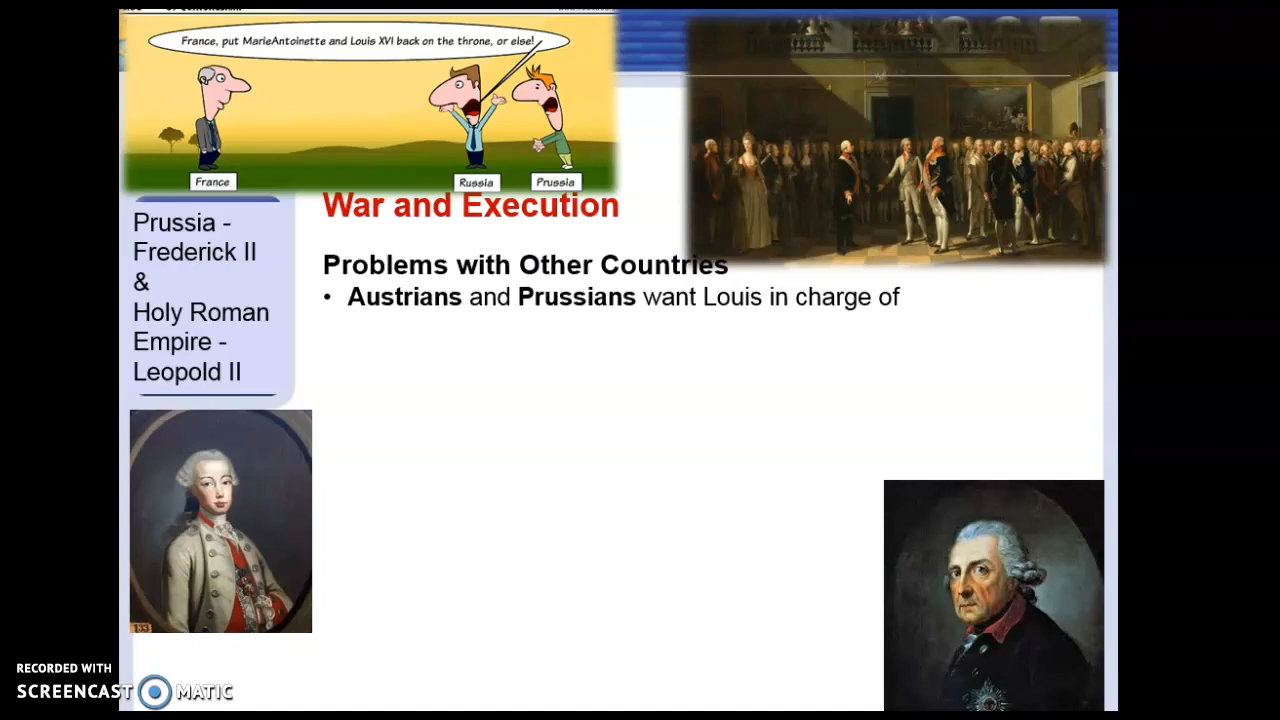 France, put MarieAntoinette and Louis XVI back on the throne, or else!
France
Russia
Prussia
War and Execution
Prussia -
Frederick II
&
Holy Roman
Empire -
Leopold II
Problems with Other Countries
• Austrians and Prussians want Louis in charge of
133
RECORDED WITH
SCREENCAST MATIC